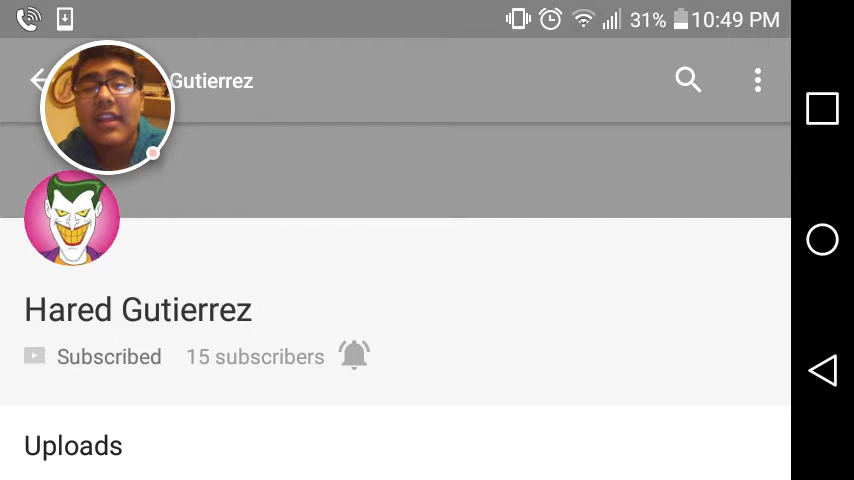 31% 10:49 PM
Gutierrez
Hared Gutierrez
Subscribed 15 subscribers
Uploads